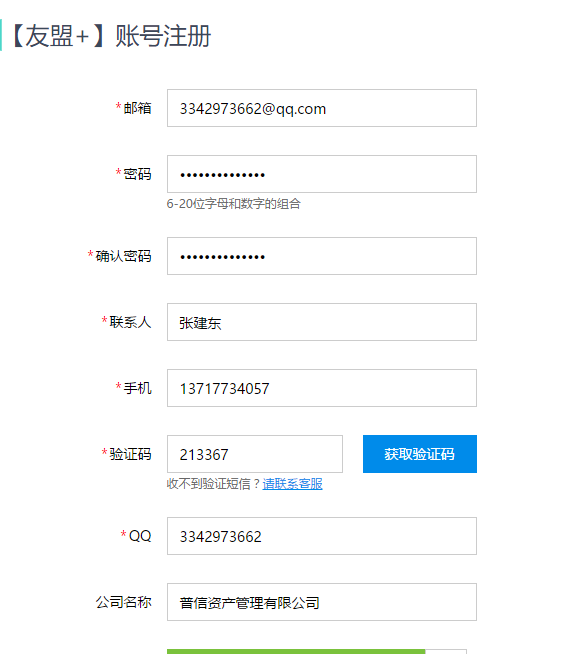 【友盟+】账号注册
*邮箱 3342973662@qq.com
*密码 ••••••••••••••
6-20位字母和数字的组合
*确认密码 ••••••••••••••
*联系人 张建东
*手机 13717734057
*验证码 213367 获取验证码
收不到验证短信？请联系客服
*QQ 3342973662
公司名称 普信资产管理有限公司